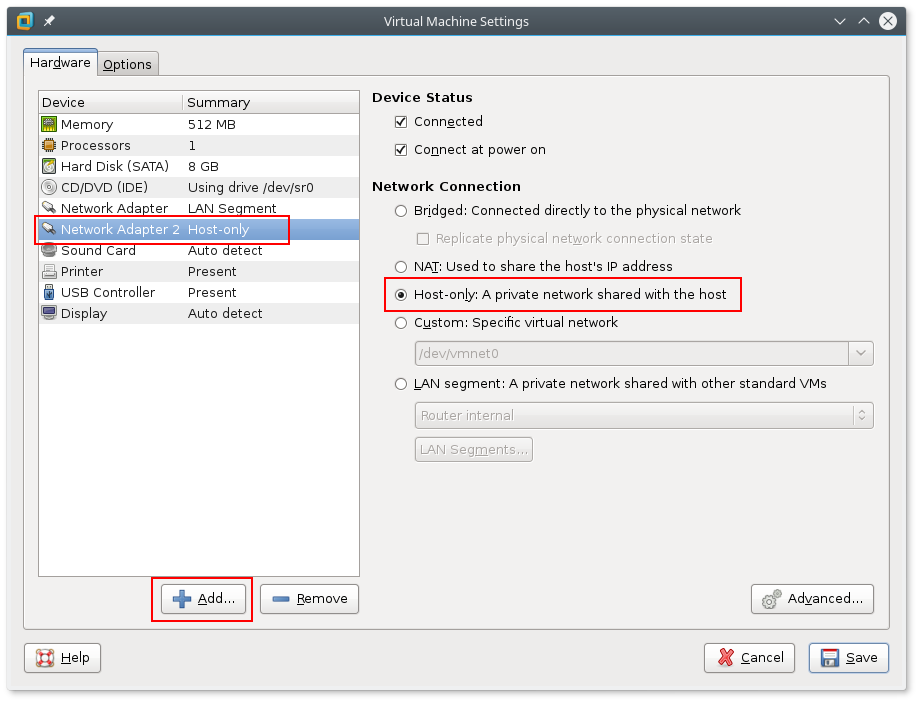 Virtual Machine Settings
Hardware Options
Device Summary
Memory 512 MB
Processors 1
Hard Disk (SATA) 8 GB
CD/DVD (IDE) Using drive /dev/sr0
Network Adapter LAN Segment
Network Adapter 2 Host-only
Sound Card Auto detect
Printer Present
USB Controller Present
Display Auto detect
Add...
Remove
Device Status
Connected
Connect at power on
Network Connection
Bridged: Connected directly to the physical network
Replicate physical network connection state
NAT: Used to share the host's IP address
Host-only: A private network shared with the host
Custom: Specific virtual network
/dev/vmnet0
LAN segment: A private network shared with other standard VMs
Router internal
LAN Segments...
Advanced...
Help
Cancel
Save